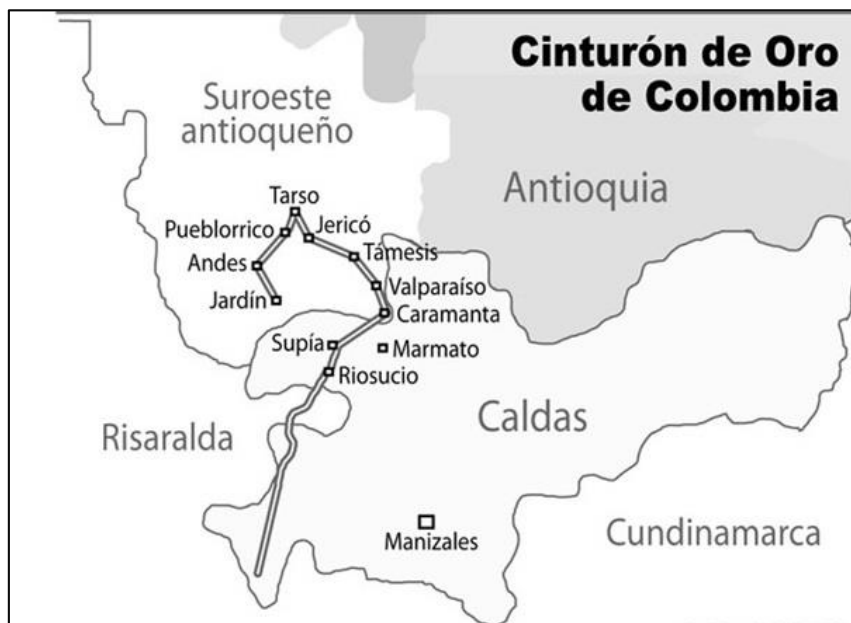 Cinturón de Oro
de Colombia
Suroeste
antioqueño
Antioquia
Tarso
Pueblorrico
Jericó
Támesis
Andes
Valparaíso
Jardín
Caramanta
Supía
Marmato
Riosucio
Caldas
Risaralda
Manizales
Cundinamarca